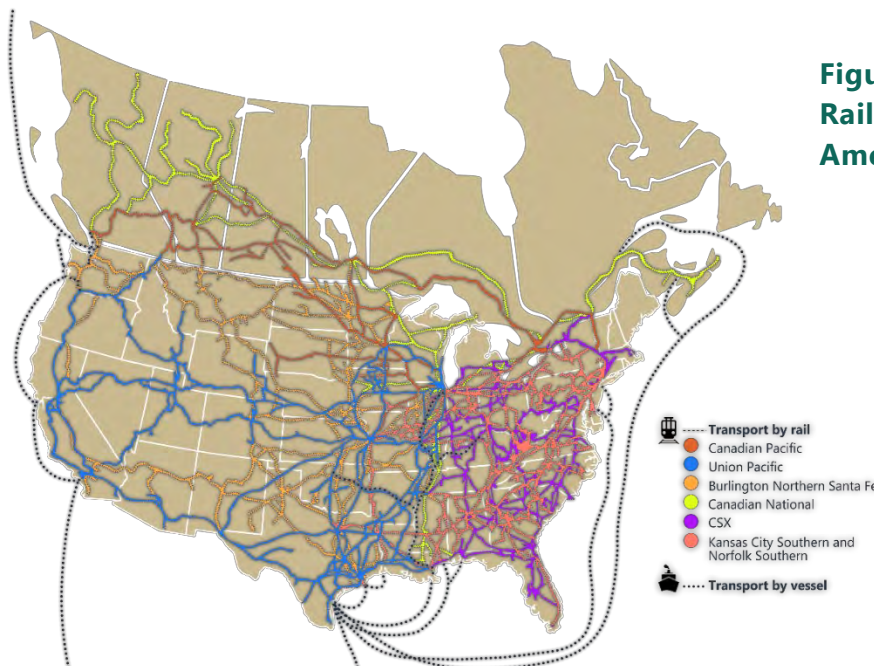 Figu
Rail
Ame
Transport by rail
Canadian Pacific
Union Pacific
Burlington Northern Santa Fe
Canadian National
CSX
Kansas City Southern and
Norfolk Southern
Transport by vessel